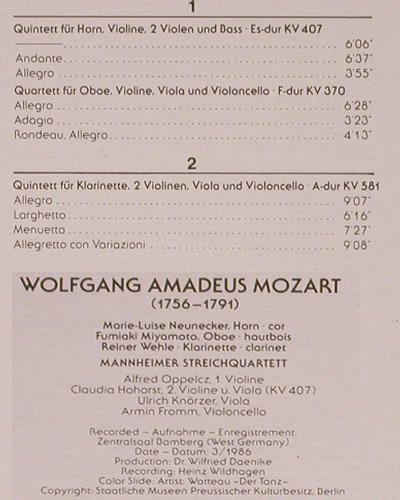 1
Quintett für Horn, Violine, 2 Violen und Bass · Es-dur KV 407
———— ........ 6'06"
Andante ........ 6'37"
Allegro ........ 3'55"
Quartett für Oboe, Violine, Viola und Violoncello · F-dur KV 370
Allegro ........ 6'28"
Adagio ........ 3'23"
Rondeau, Allegro ........ 4'13"
2
Quintett für Klarinette, 2 Violinen, Viola und Violoncello · A-dur KV 581
Allegro ........ 9'07"
Larghetto ........ 6'16"
Menuetto ........ 7'27"
Allegretto con Variazioni ........ 9'08"
WOLFGANG AMADEUS MOZART
(1756–1791)
Marie-Luise Neunecker, Horn · cor
Fumiaki Miyamoto, Oboe · hautbois
Reiner Wehle · Klarinette · clarinet
MANNHEIMER STREICHQUARTETT
Alfred Oppelcz, 1. Violine
Claudia Hohorst, 2. Violine u. Viola (KV 407)
Ulrich Knörzer, Viola
Armin Fromm, Violoncello
Recorded – Aufnahme – Enregistrement:
Zentralsaal Bamberg (West Germany)
Date – Datum: 3/1986
Production: Dr. Wilfried Daenike
Recording: Heinz Wildhagen
Color Slide: Artist: Watteau »Der Tanz«
Copyright: Staatliche Museen Preussischer Kulturbesitz, Berlin